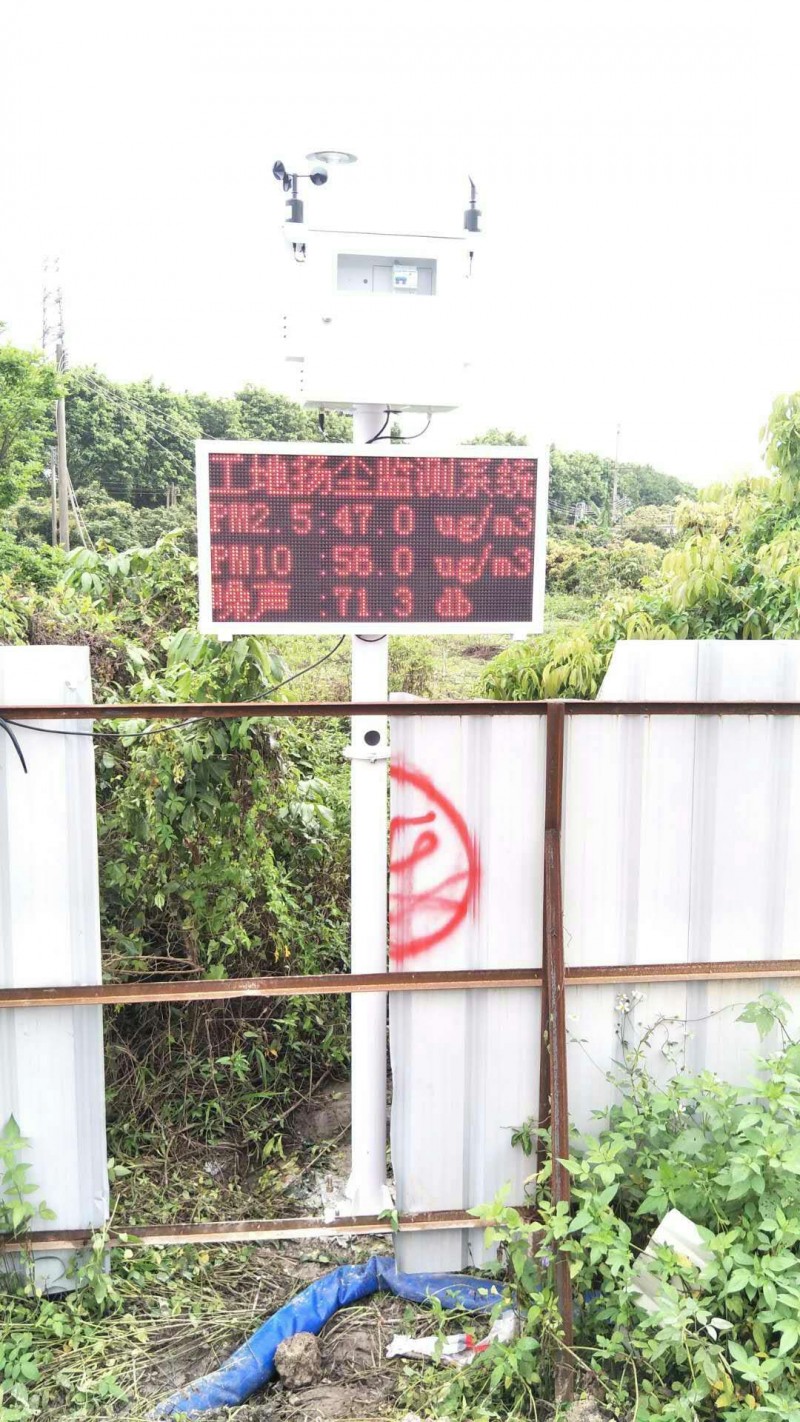 工地扬尘监测系统
PM2.5:47.0 ug/m3
PM10 :56.0 ug/m3
噪声 :71.3 db